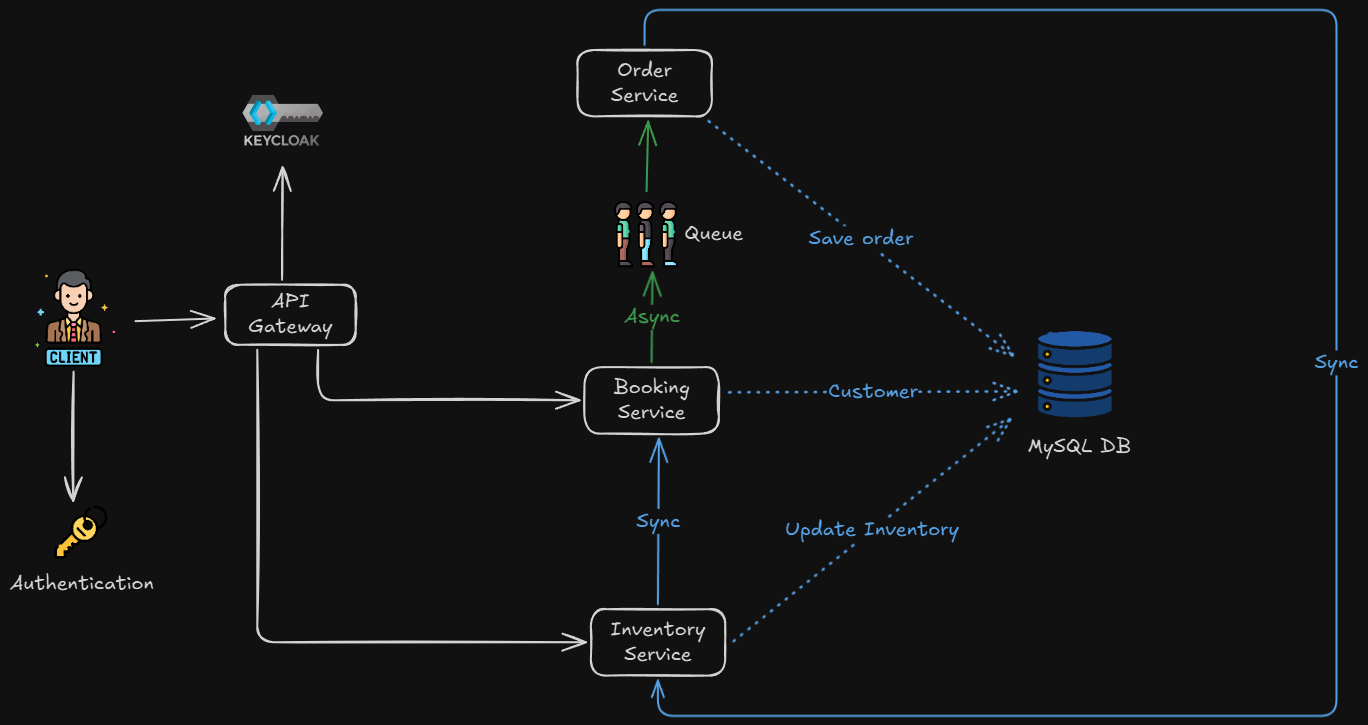 Order
Service
KEYCLOAK
Queue
Save order
API
Gateway
CLIENT
Async
Sync
Booking
Service
Customer
MySQL DB
Sync
Update Inventory
Authentication
Inventory
Service